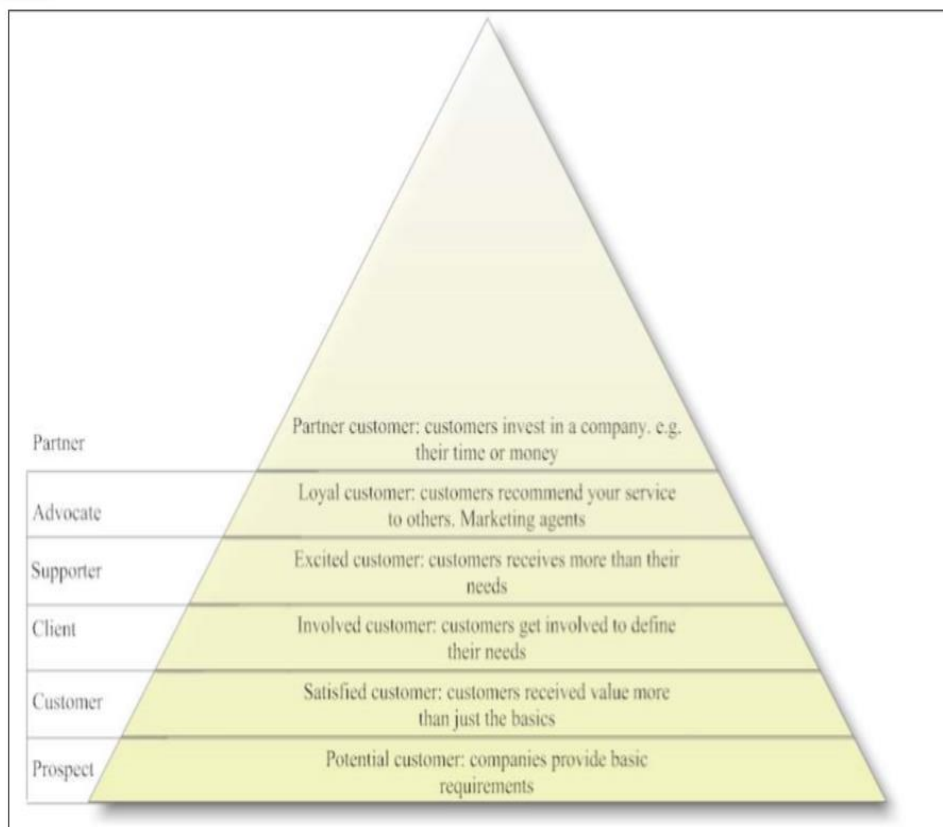 Partner
Partner customer: customers invest in a company. e.g.
their time or money
Advocate
Loyal customer: customers recommend your service
to others. Marketing agents
Supporter
Excited customer: customers receives more than their
needs
Client
Involved customer: customers get involved to define
their needs
Customer
Satisfied customer: customers received value more
than just the basics
Prospect
Potential customer: companies provide basic
requirements